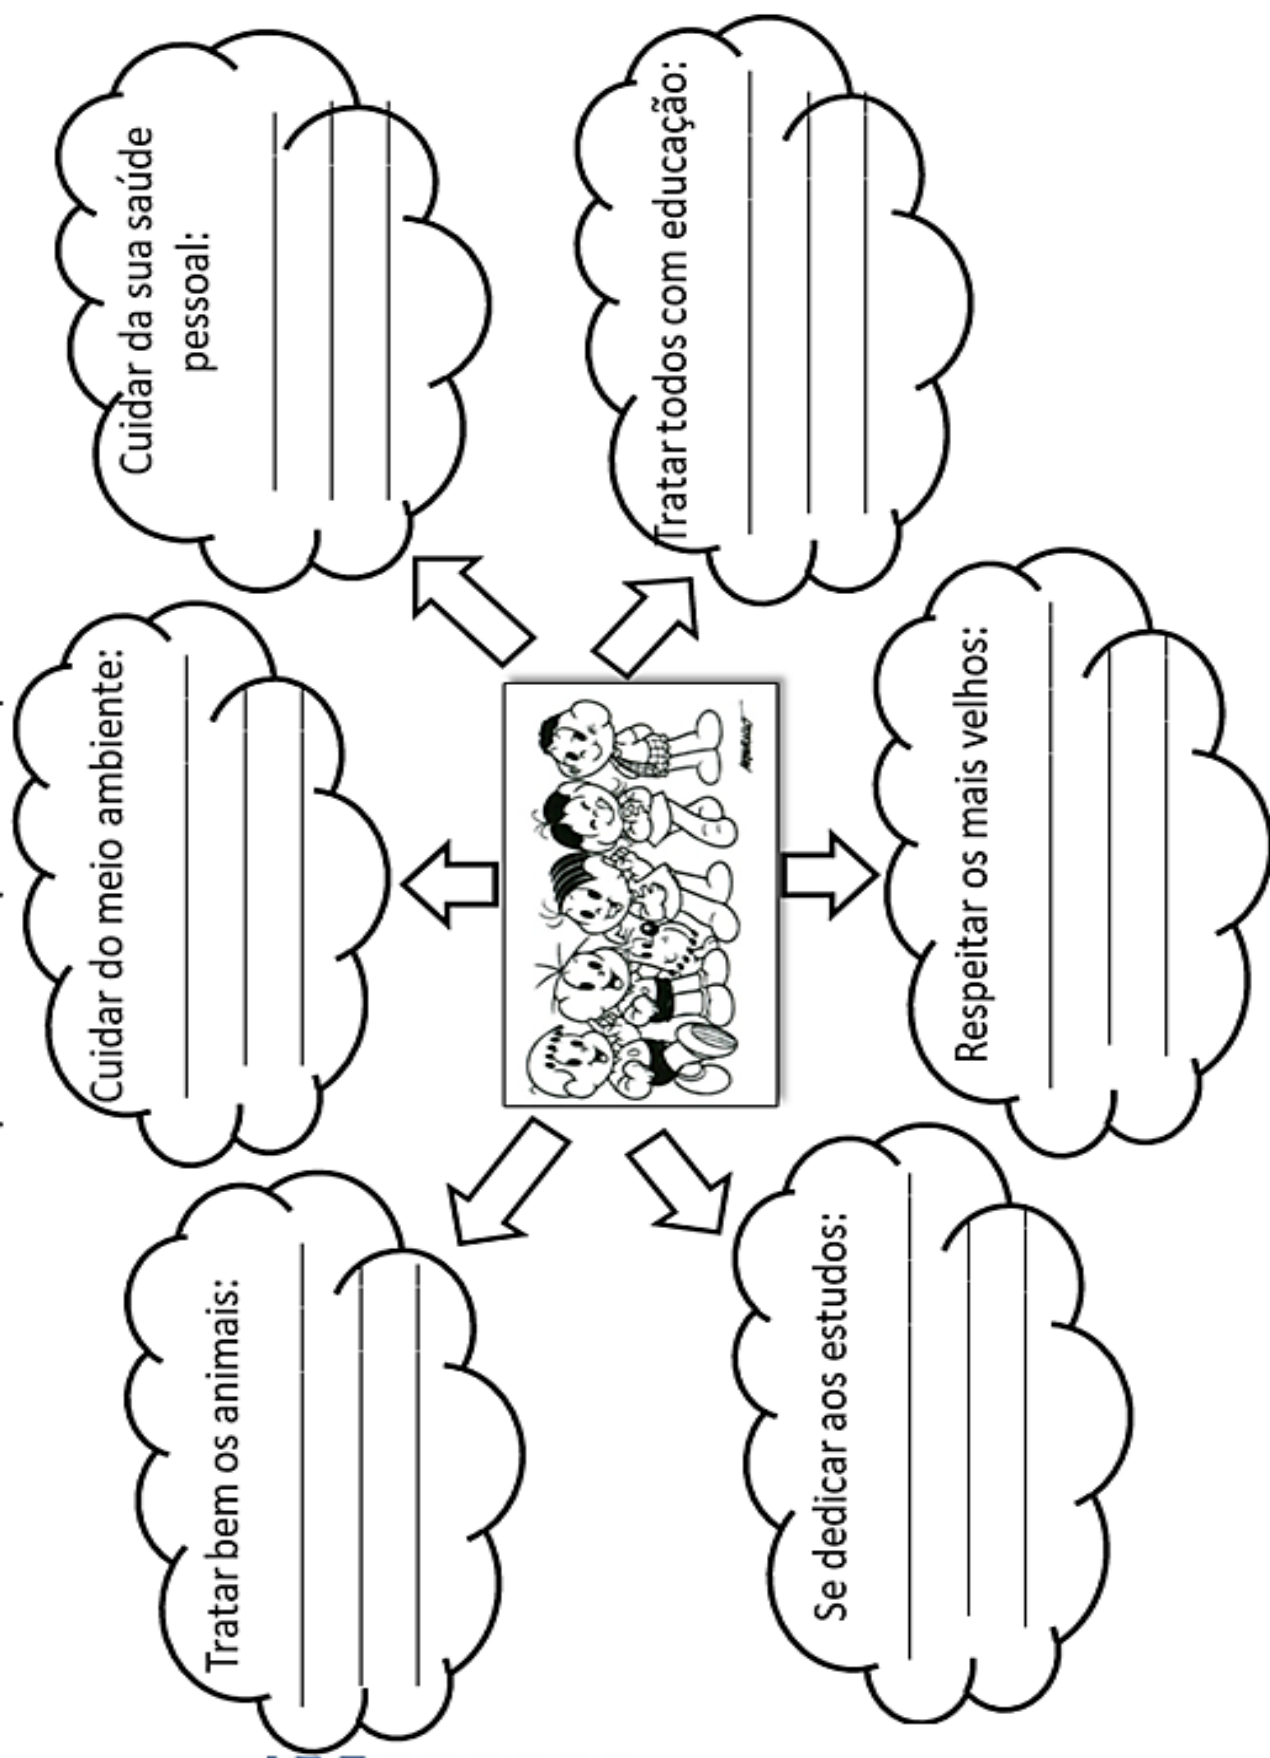 Tratar bem os animais:
Cuidar do meio ambiente:
Cuidar da sua saúde
pessoal:
Se dedicar aos estudos:
Respeitar os mais velhos:
Tratar todos com educação: